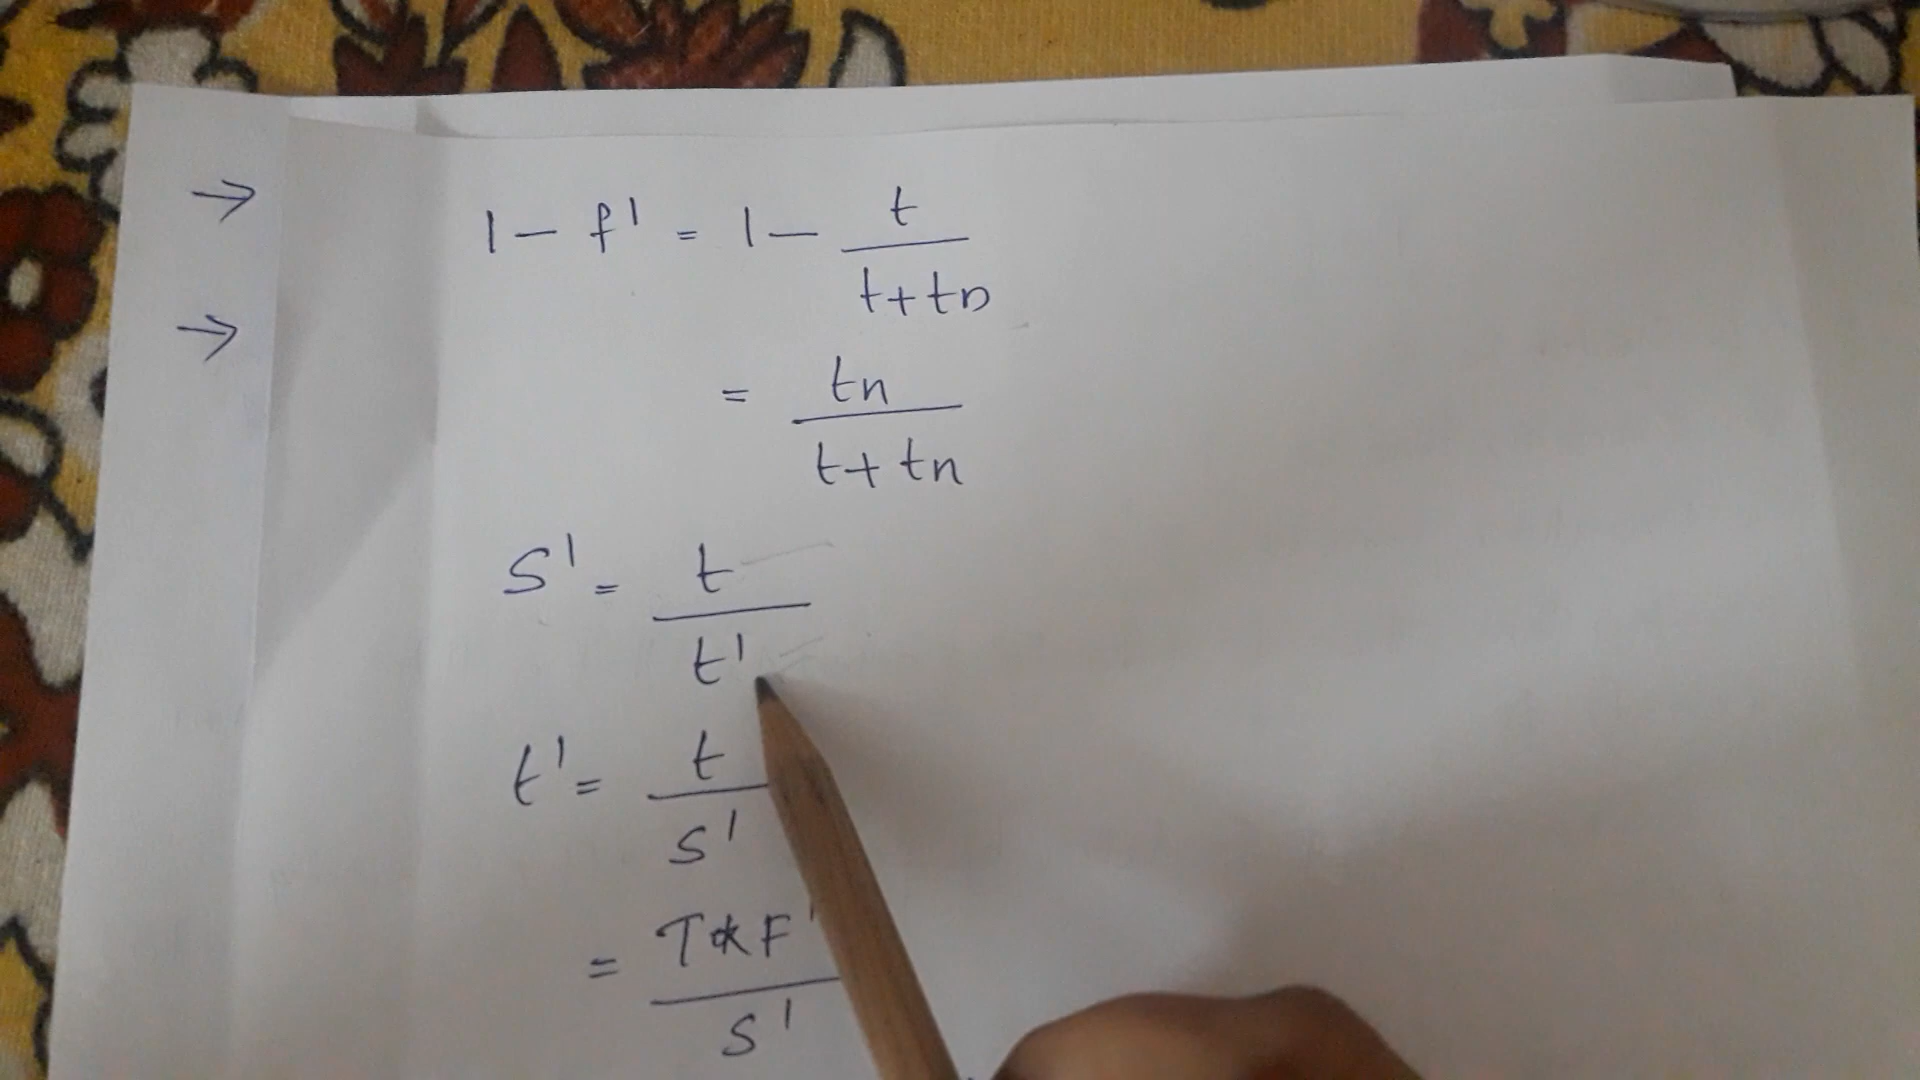 →
→
1 - f' = 1 - t / t+tn
= tn / t+tn
S' = t / t'
t' = t / s'
= T*F' / s'